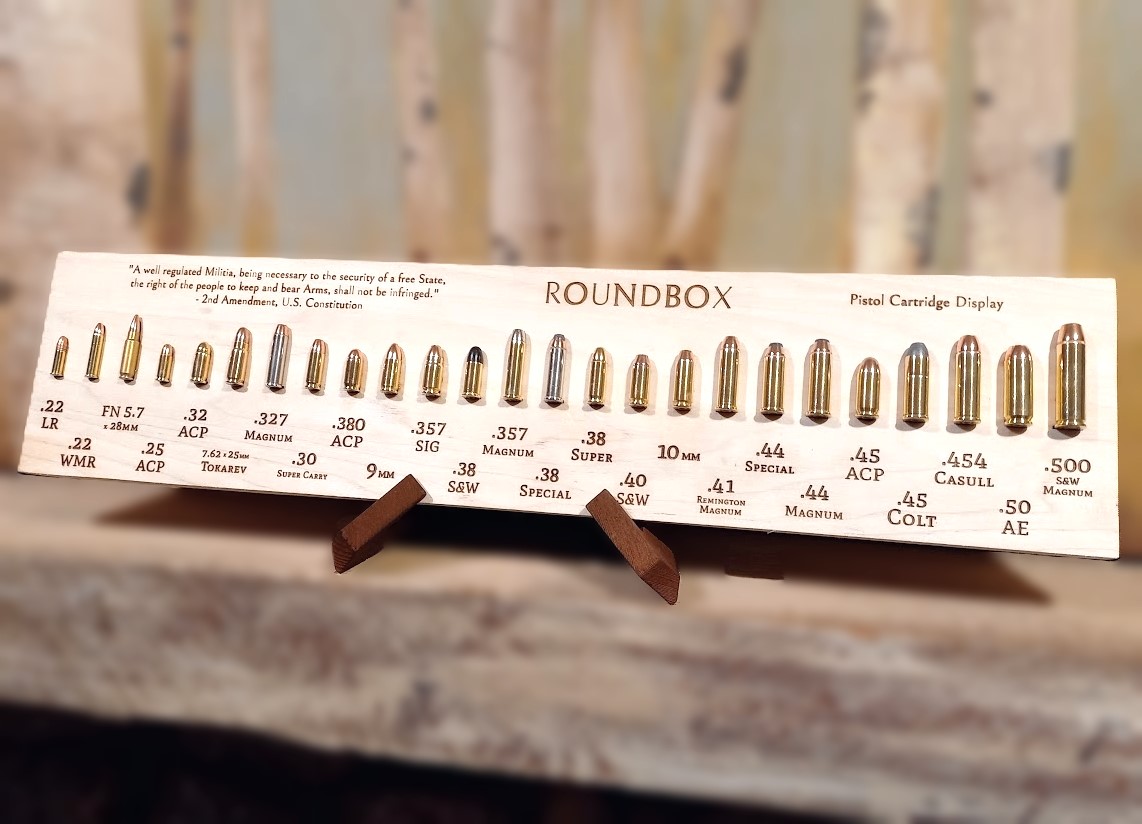 "A well regulated Militia, being necessary to the security of a free State,
the right of the people to keep and bear Arms, shall not be infringed."
- 2nd Amendment, U.S. Constitution
ROUNDBOX
Pistol Cartridge Display
.22
LR
.22
WMR
FN 5.7
x 28MM
.25
ACP
.32
ACP
7.62 x 25MM
TOKAREV
.327
MAGNUM
.30
SUPER CARRY
.380
ACP
9MM
.357
SIG
.38
S&W
.357
MAGNUM
.38
SPECIAL
.38
SUPER
.40
S&W
10MM
.41
REMINGTON
MAGNUM
.44
SPECIAL
.44
MAGNUM
.45
ACP
.45
COLT
.454
CASULL
.50
AE
.500
S&W
MAGNUM